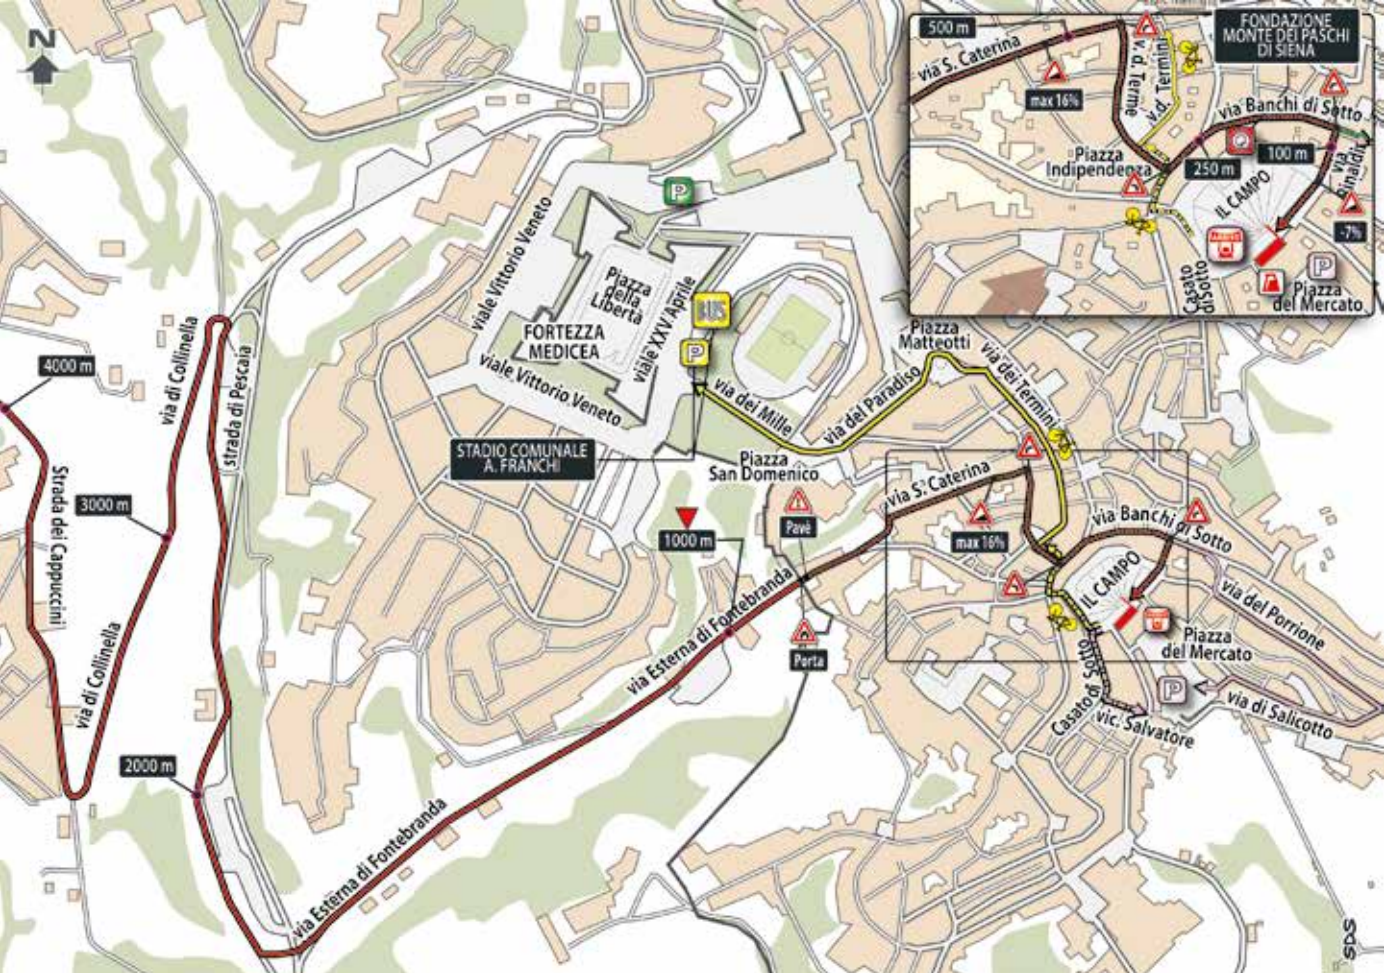 N
500 m
FONDAZIONE
MONTE DEI PASCHI
DI SIENA
via S. Caterina
v. d. Terme
v.d. Termini
max 16%
via Banchi di Sotto
Piazza
Indipendenza
250 m
100 m
via
Rinaldi
IL CAMPO
-7%
ARRIVO
P
Casato
di Sotto
Piazza
del Mercato
P
viale Vittorio Veneto
Piazza
della
Libertà
FORTEZZA
MEDICEA
viale XXV Aprile
BUS
P
viale Vittorio Veneto
Piazza
Matteotti
via dei Termini
via dei Mille
via del Paradiso
4000 m
via di Collinella
strada di Pescaia
STADIO COMUNALE
A. FRANCHI
Piazza
San Domenico
via S. Caterina
Strada dei Cappuccini
3000 m
1000 m
Pavé
max 16%
via Banchi di Sotto
IL CAMPO
via del Porrione
via Esterna di Fontebranda
Porta
Piazza
del Mercato
P
via di Collinella
Casato di Sotto
vic. Salvatore
via di Salicotto
2000 m
via Esterna di Fontebranda
SDS